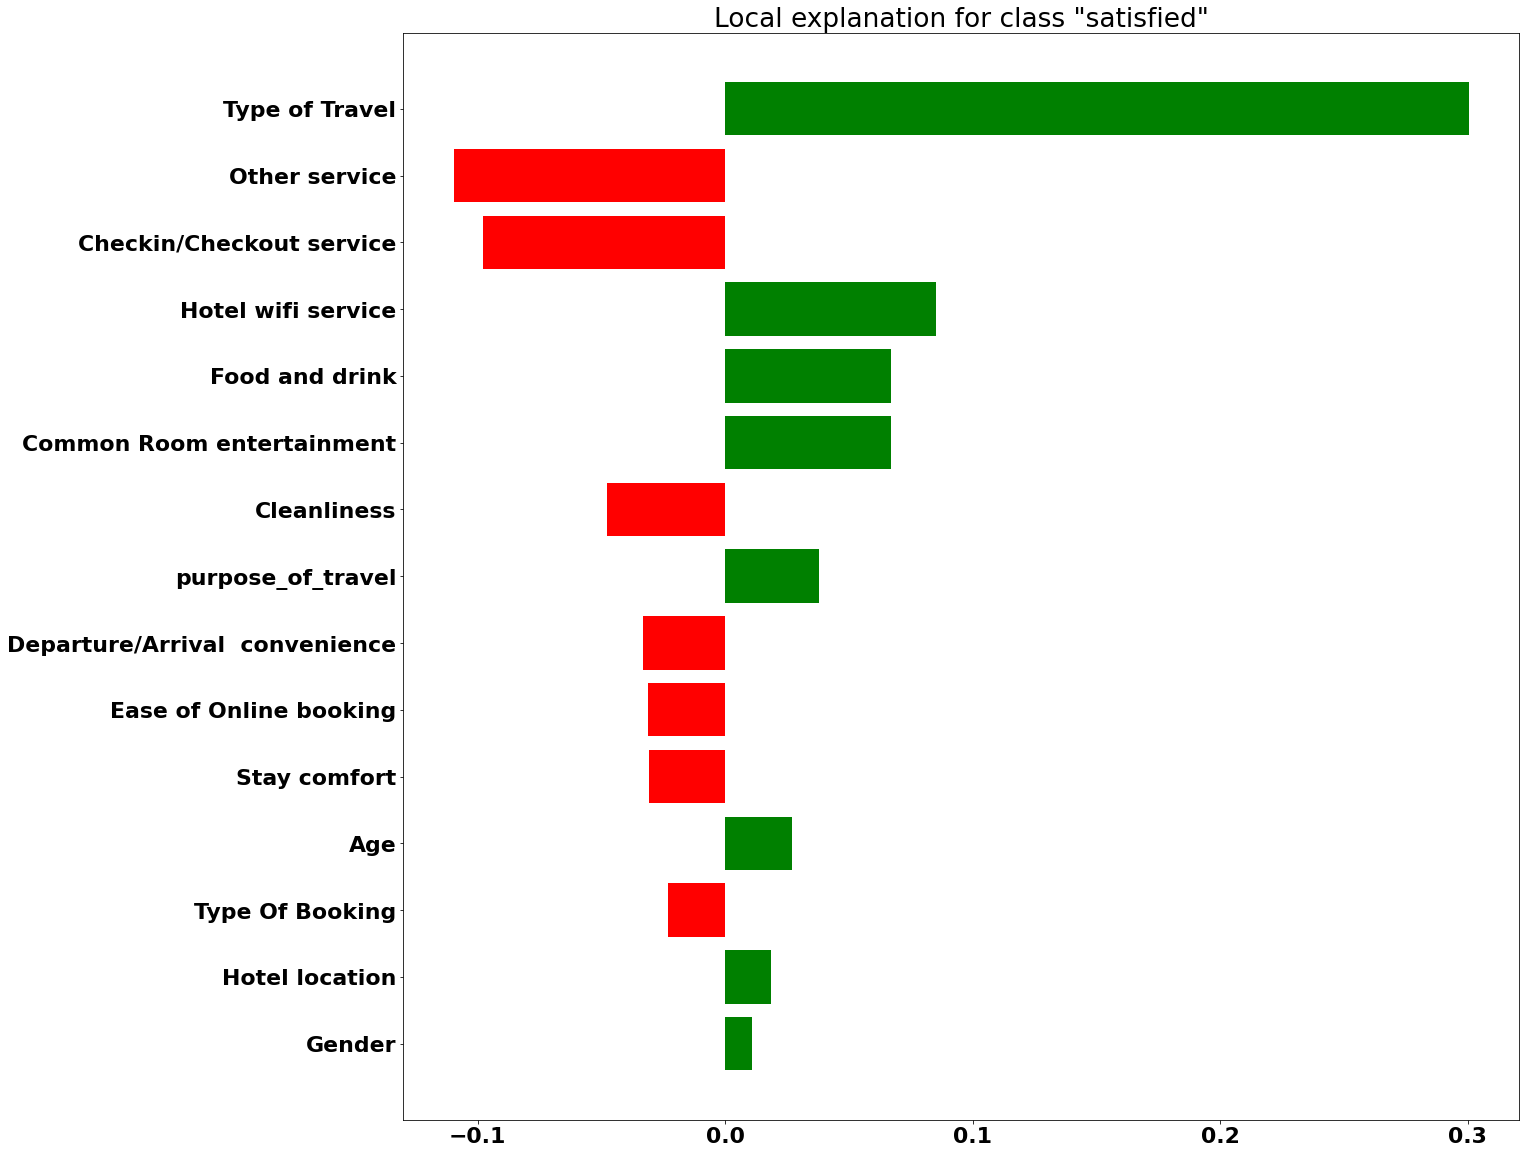 Local explanation for class "satisfied"
Type of Travel
Other service
Checkin/Checkout service
Hotel wifi service
Food and drink
Common Room entertainment
Cleanliness
purpose_of_travel
Departure/Arrival  convenience
Ease of Online booking
Stay comfort
Age
Type Of Booking
Hotel location
Gender
−0.1 0.0 0.1 0.2 0.3